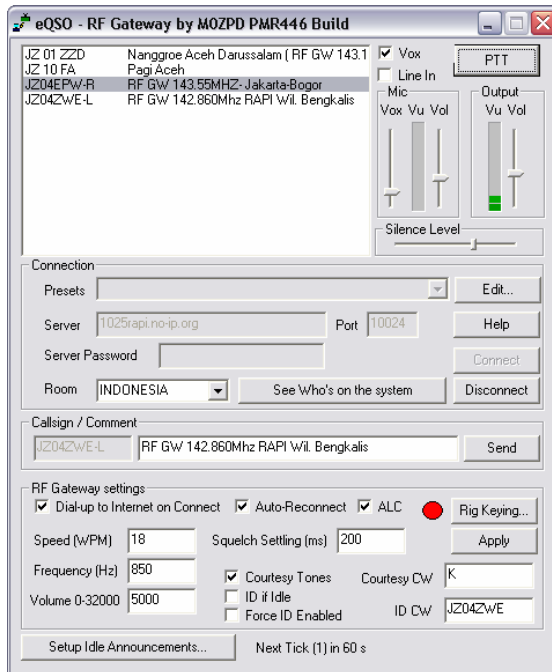 eQSO - RF Gateway by M0ZPD PMR446 Build
JZ 01 ZZD Nanggroe Aceh Darussalam ( RF GW 143.1
JZ 10 FA Pagi Aceh
JZ04EPW-R RF GW 143.55MHZ- Jakarta-Bogor
JZ04ZWE-L RF GW 142.860Mhz RAPI Wil. Bengkalis
Vox
Line In
PTT
Mic
Vox Vu Vol
Output
Vu Vol
Silence Level
Connection
Presets
Edit...
Server 1025rapi.no-ip.org Port 10024
Help
Server Password
Connect
Room INDONESIA
See Who's on the system
Disconnect
Callsign / Comment
JZ04ZWE-L RF GW 142.860Mhz RAPI Wil. Bengkalis
Send
RF Gateway settings
Dial-up to Internet on Connect Auto-Reconnect ALC
Rig Keying...
Speed (WPM) 18 Squelch Settling (ms) 200
Apply
Frequency (Hz) 850
Courtesy Tones
Courtesy CW K
Volume 0-32000 5000
ID if Idle
Force ID Enabled
ID CW JZ04ZWE
Setup Idle Announcements...
Next Tick (1) in 60 s